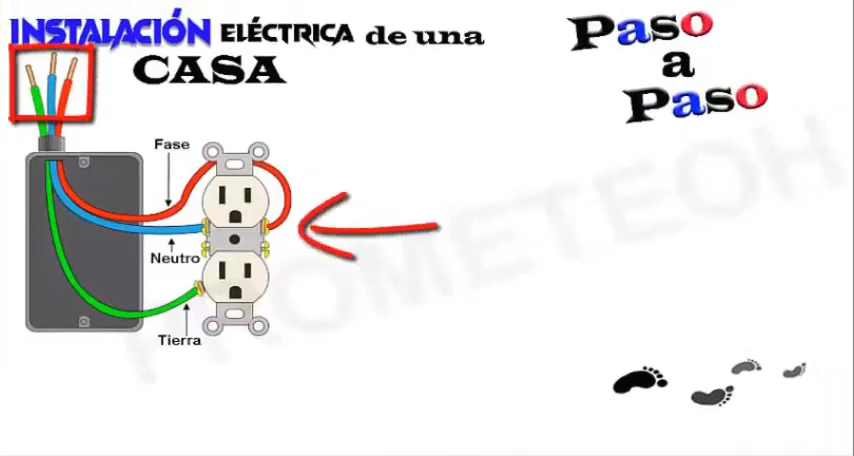 INSTALACIÓN ELÉCTRICA de una
CASA
Paso
a
Paso
Fase
Neutro
Tierra
PROMETEOH